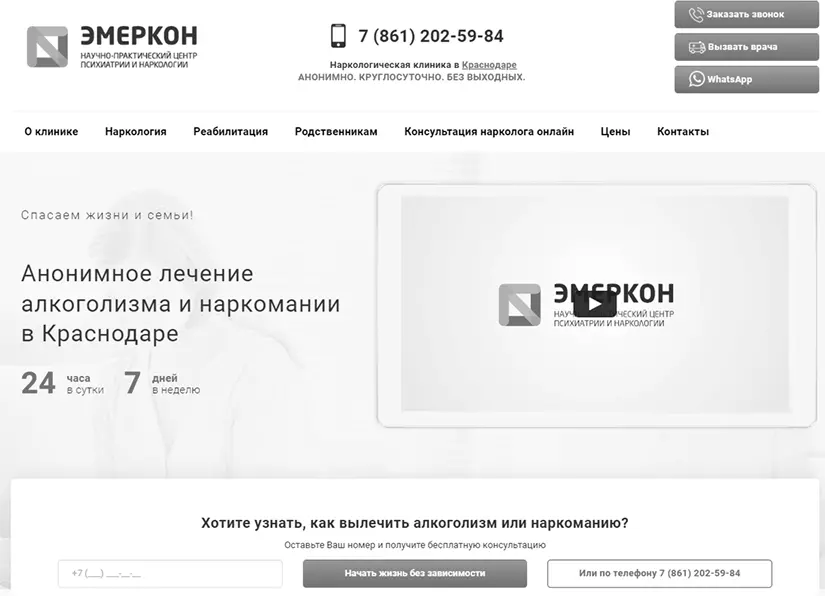 ЭМЕРКОН
НАУЧНО-ПРАКТИЧЕСКИЙ ЦЕНТР
ПСИХИАТРИИ И НАРКОЛОГИИ
7 (861) 202-59-84
Наркологическая клиника в Краснодаре
АНОНИМНО. КРУГЛОСУТОЧНО. БЕЗ ВЫХОДНЫХ.
Заказать звонок
Вызвать врача
WhatsApp
О клинике Наркология Реабилитация Родственникам Консультация нарколога онлайн Цены Контакты
Спасаем жизни и семьи!
Анонимное лечение
алкоголизма и наркомании
в Краснодаре
24 часа в сутки 7 дней в неделю
ЭМЕРКОН
ЦЕНТР
ПСИХИАТРИИ И НАРКОЛОГИИ
Хотите узнать, как вылечить алкоголизм или наркоманию?
Оставьте Ваш номер и получите бесплатную консультацию
+7 (___) ___-__-__
Начать жизнь без зависимости
Или по телефону 7 (861) 202-59-84